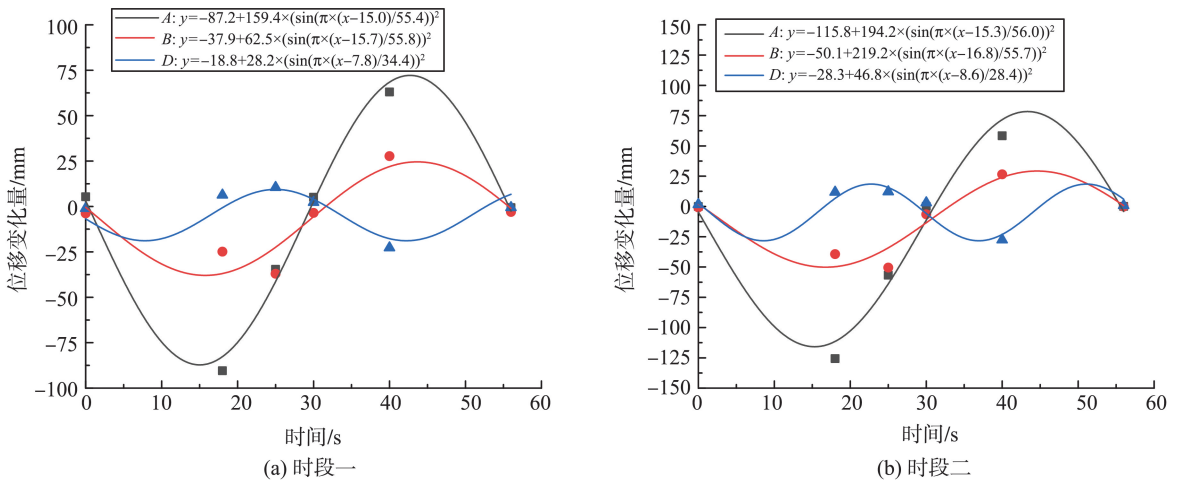 A: y=−87.2+159.4×(sin(π×(x−15.0)/55.4))²
B: y=−37.9+62.5×(sin(π×(x−15.7)/55.8))²
D: y=−18.8+28.2×(sin(π×(x−7.8)/34.4))²
100
75
50
25
0
−25
−50
−75
−100
位移变化量/mm
0 10 20 30 40 50 60
时间/s
(a) 时段一
A: y=−115.8+194.2×(sin(π×(x−15.3)/56.0))²
B: y=−50.1+219.2×(sin(π×(x−16.8)/55.7))²
D: y=−28.3+46.8×(sin(π×(x−8.6)/28.4))²
150
125
100
75
50
25
0
−25
−50
−75
−100
−125
−150
位移变化量/mm
0 10 20 30 40 50 60
时间/s
(b) 时段二